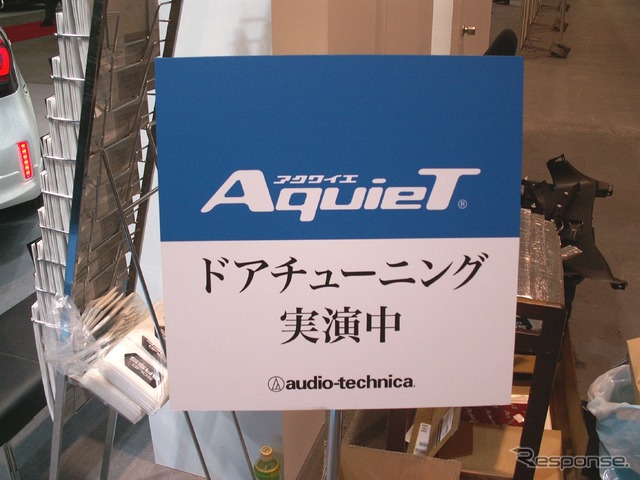 アクワイエ
AquieT®
ドアチューニング
実演中
audio-technica.
Response.